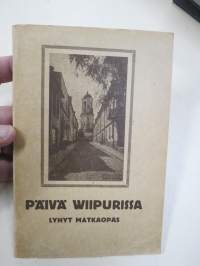 PÄIVÄ WIIPURISSA
LYHYT MATKAOPAS